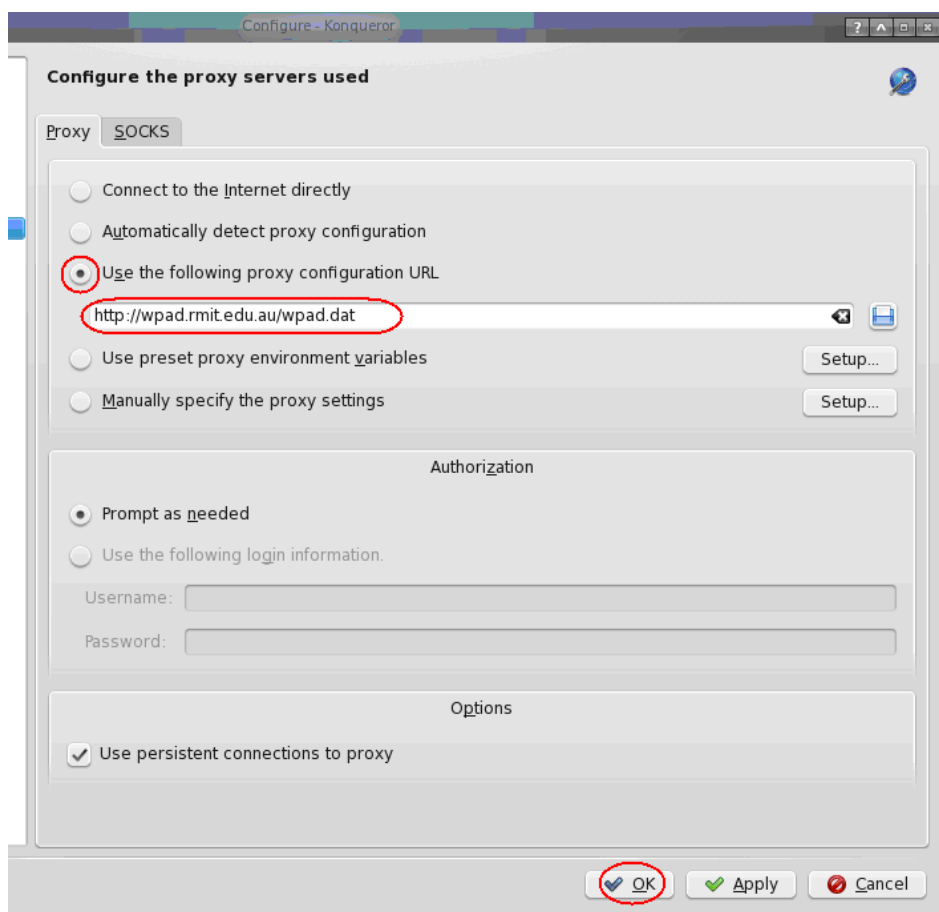 Configure - Konqueror
Configure the proxy servers used
Proxy SOCKS
Connect to the Internet directly
Automatically detect proxy configuration
Use the following proxy configuration URL
http://wpad.rmit.edu.au/wpad.dat
Use preset proxy environment variables Setup...
Manually specify the proxy settings Setup...
Authorization
Prompt as needed
Use the following login information.
Username:
Password:
Options
Use persistent connections to proxy
OK Apply Cancel